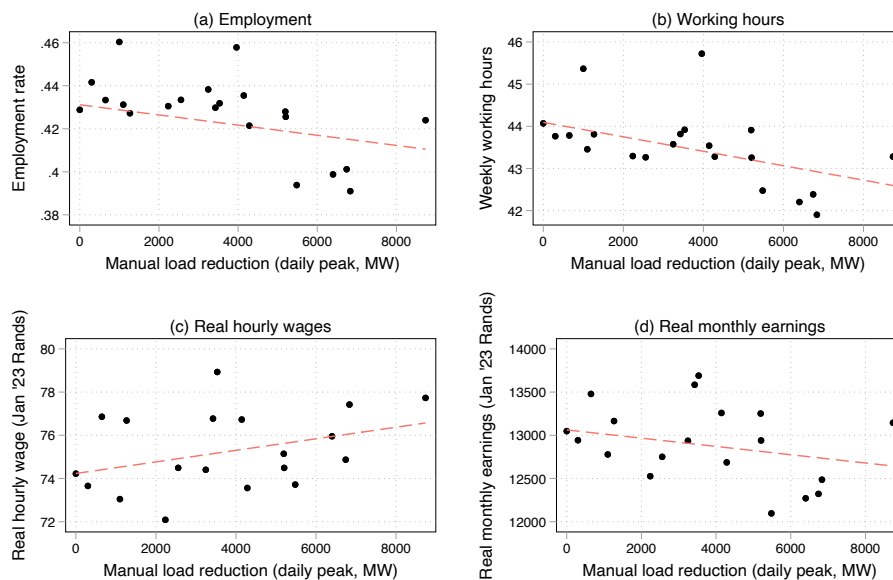 (a) Employment
.46
.44
.42
.4
.38
Employment rate
0 2000 4000 6000 8000
Manual load reduction (daily peak, MW)
(b) Working hours
46
45
44
43
42
Weekly working hours
0 2000 4000 6000 8000
Manual load reduction (daily peak, MW)
(c) Real hourly wages
80
78
76
74
72
Real hourly wage (Jan '23 Rands)
0 2000 4000 6000 8000
Manual load reduction (daily peak, MW)
(d) Real monthly earnings
14000
13500
13000
12500
12000
Real monthly earnings (Jan '23 Rands)
0 2000 4000 6000 8000
Manual load reduction (daily peak, MW)